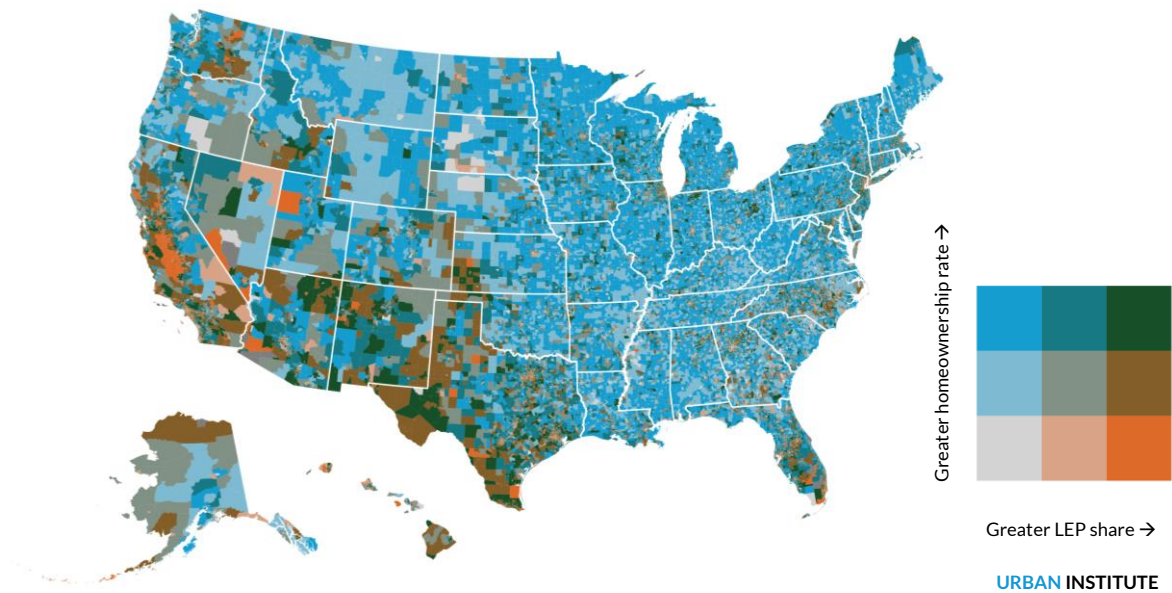 Greater homeownership rate →
Greater LEP share →
URBAN INSTITUTE